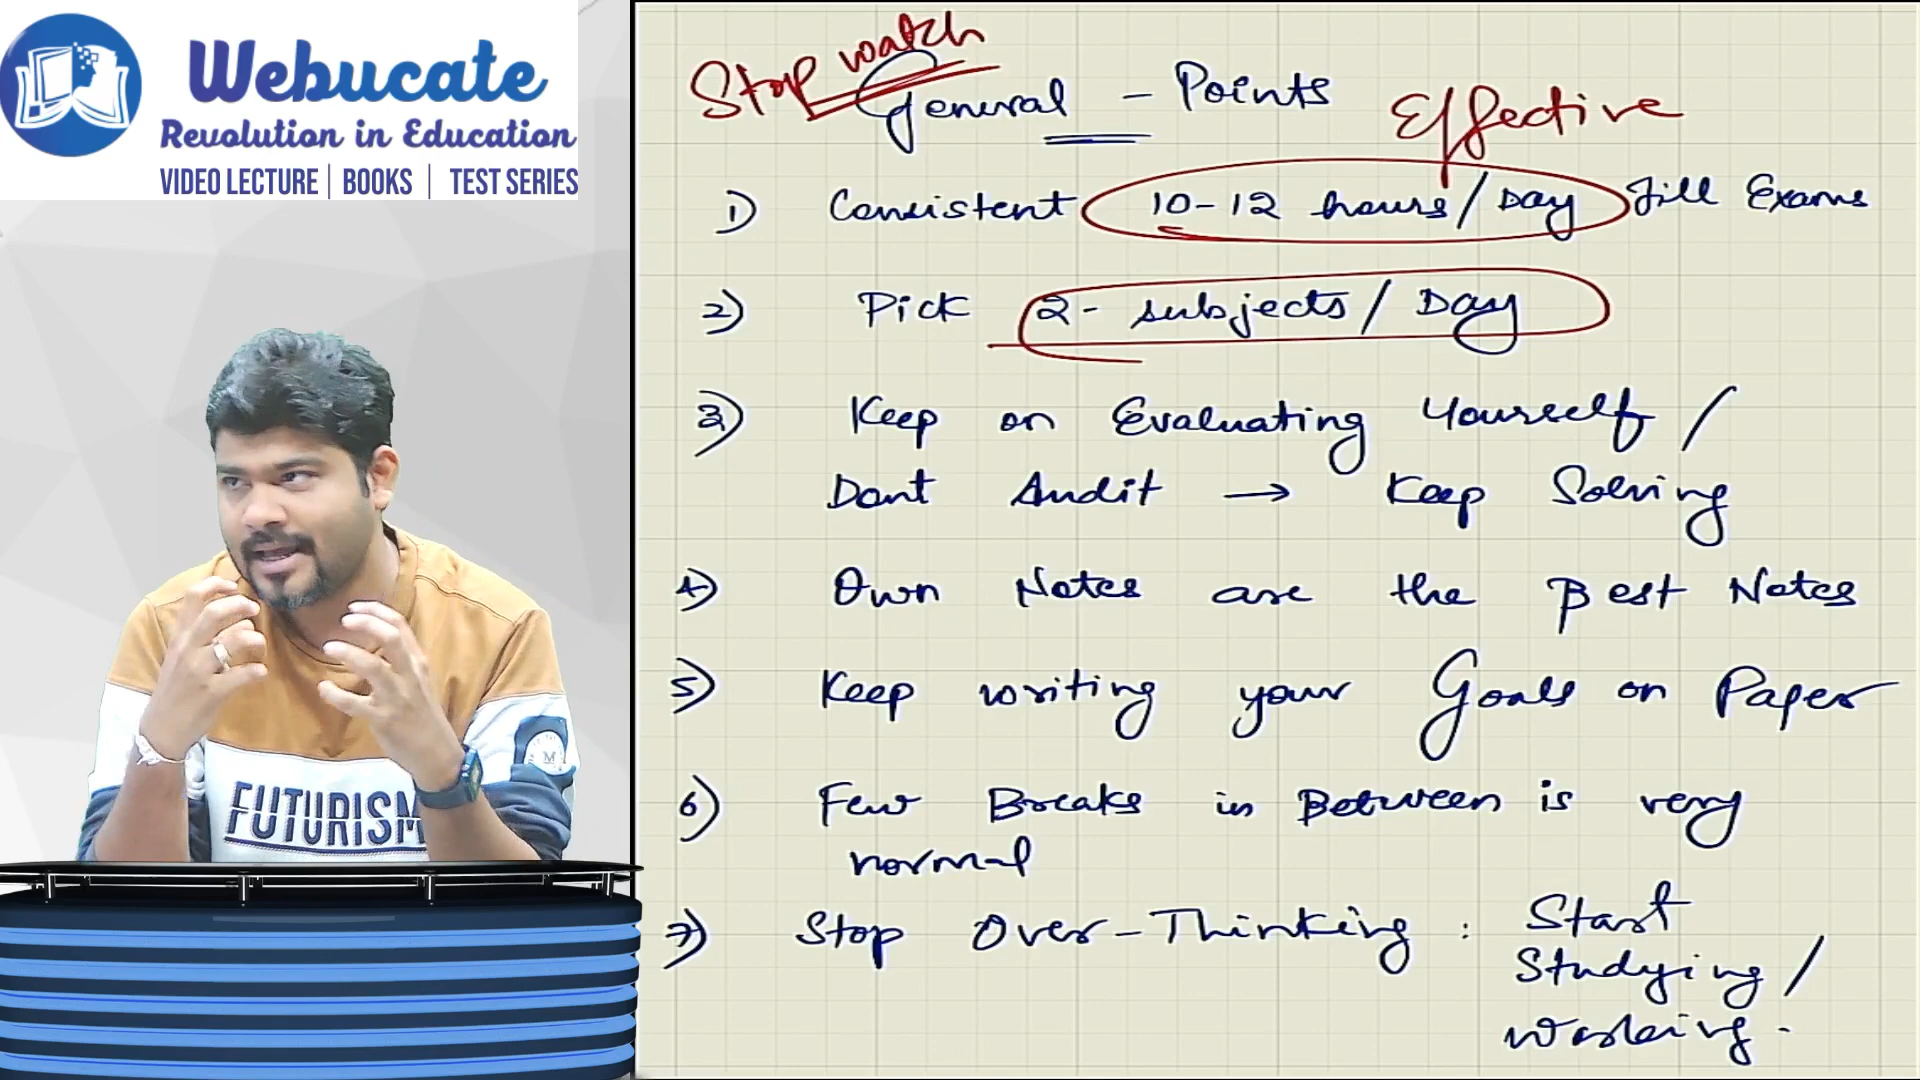 Webucate
Revolution in Education
VIDEO LECTURE | BOOKS | TEST SERIES
Stop watch
General - Points
Effective
1) Consistent 10-12 hours/Day Till Exams
2) Pick 2- subjects/Day
3) Keep on Evaluating Yourself /
Dont Audit → Keep Solving
4) Own Notes are the Best Notes
5) Keep writing your Goals on Paper
6) Few Breaks in Between is very
normal
7) Stop Over-Thinking : Start
Studying /
Working.
FUTURISM
M